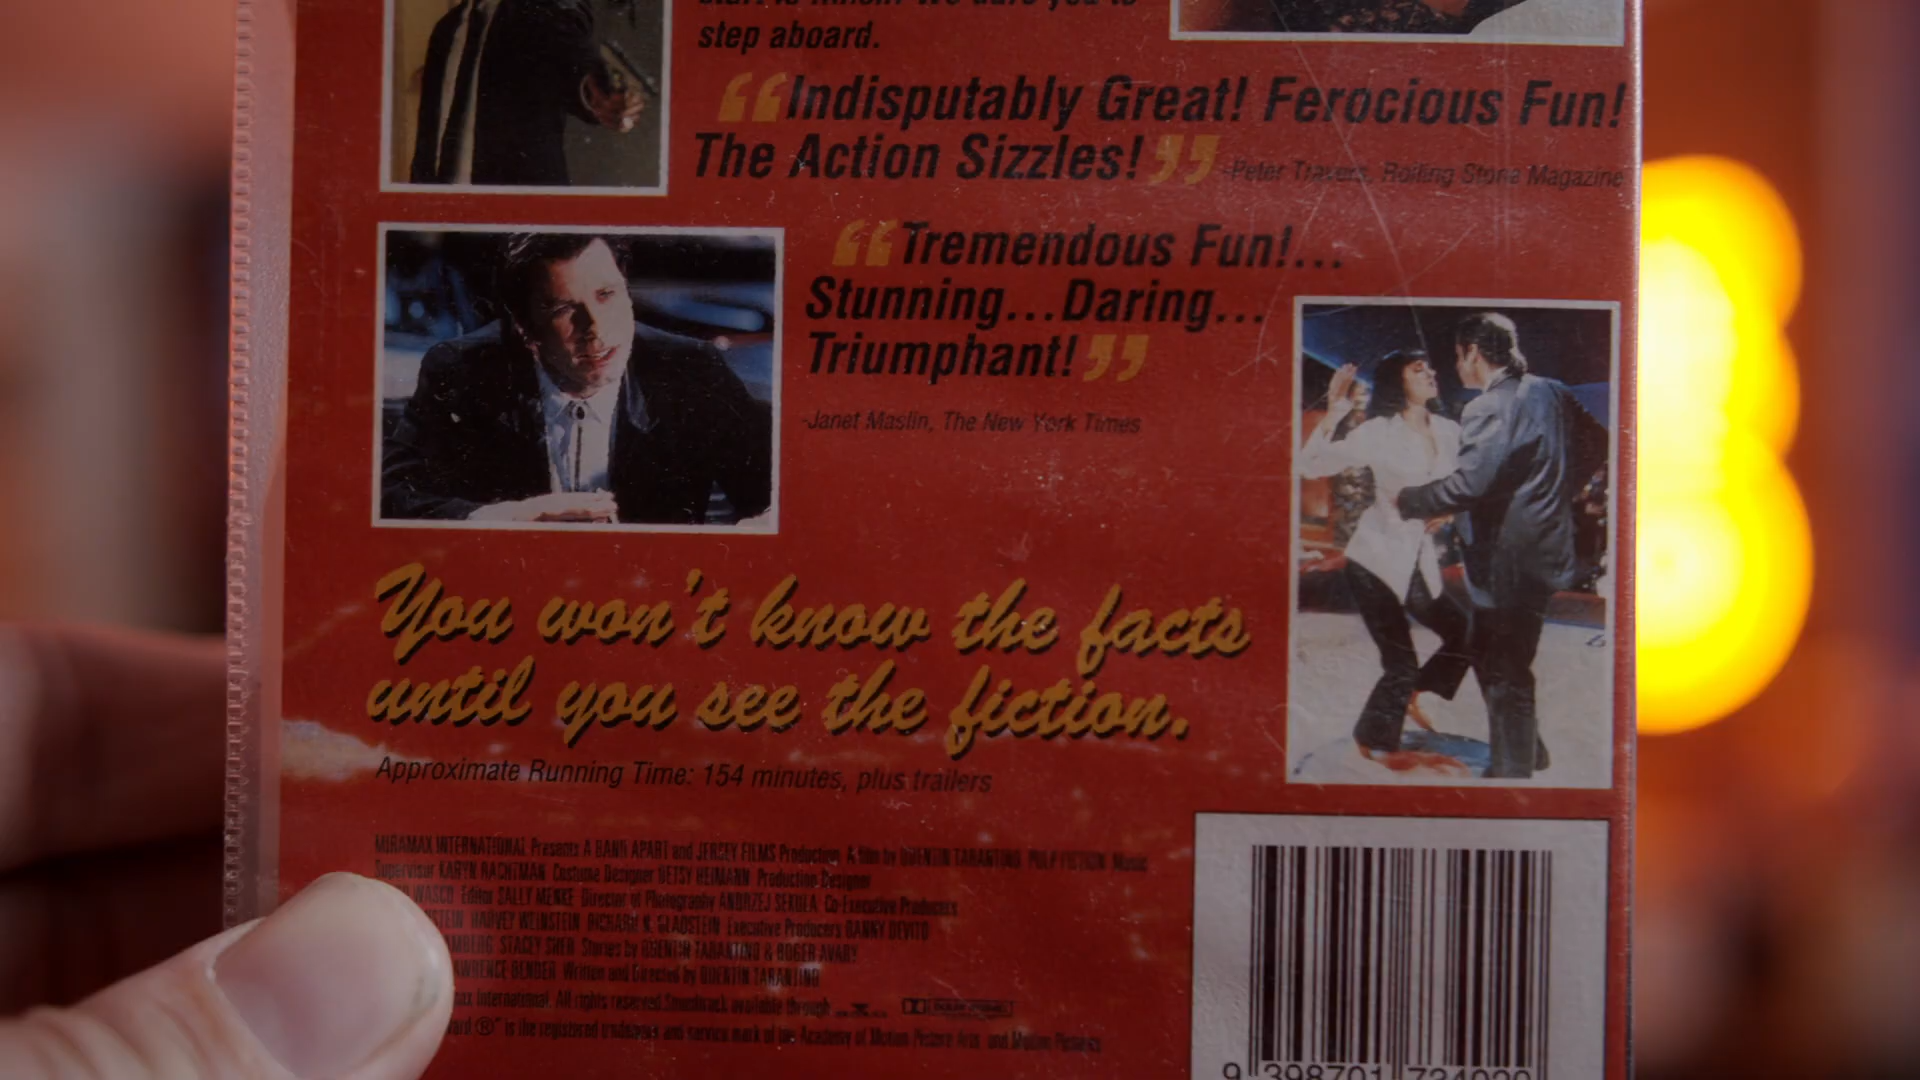 step aboard.
“Indisputably Great! Ferocious Fun!
The Action Sizzles!” -Peter Travers, Rolling Stone Magazine
“Tremendous Fun!...
Stunning...Daring...
Triumphant!”
-Janet Maslin, The New York Times
You won't know the facts
until you see the fiction.
Approximate Running Time: 154 minutes, plus trailers
MIRAMAX INTERNATIONAL Presents A BAND APART and JERSEY FILMS Production A film by QUENTIN TARANTINO PULP FICTION Music
Supervisor KARYN RACHTMAN Costume Designer BETSY HEIMANN Production Designer
WASCO Editor SALLY MENKE Director of Photography ANDRZEJ SEKULA Co-Executive Producers
HARVEY WEINSTEIN RICHARD N. GLADSTEIN Executive Producers DANNY DEVITO
STACEY SHER Stories by QUENTIN TARANTINO & ROGER AVARY
BENDER Written and Directed by QUENTIN TARANTINO
International. All rights reserved. Soundtrack available through
® is the registered trademark and service mark of the Academy of Motion Picture Arts and Motion Pictures
9 398701 734020